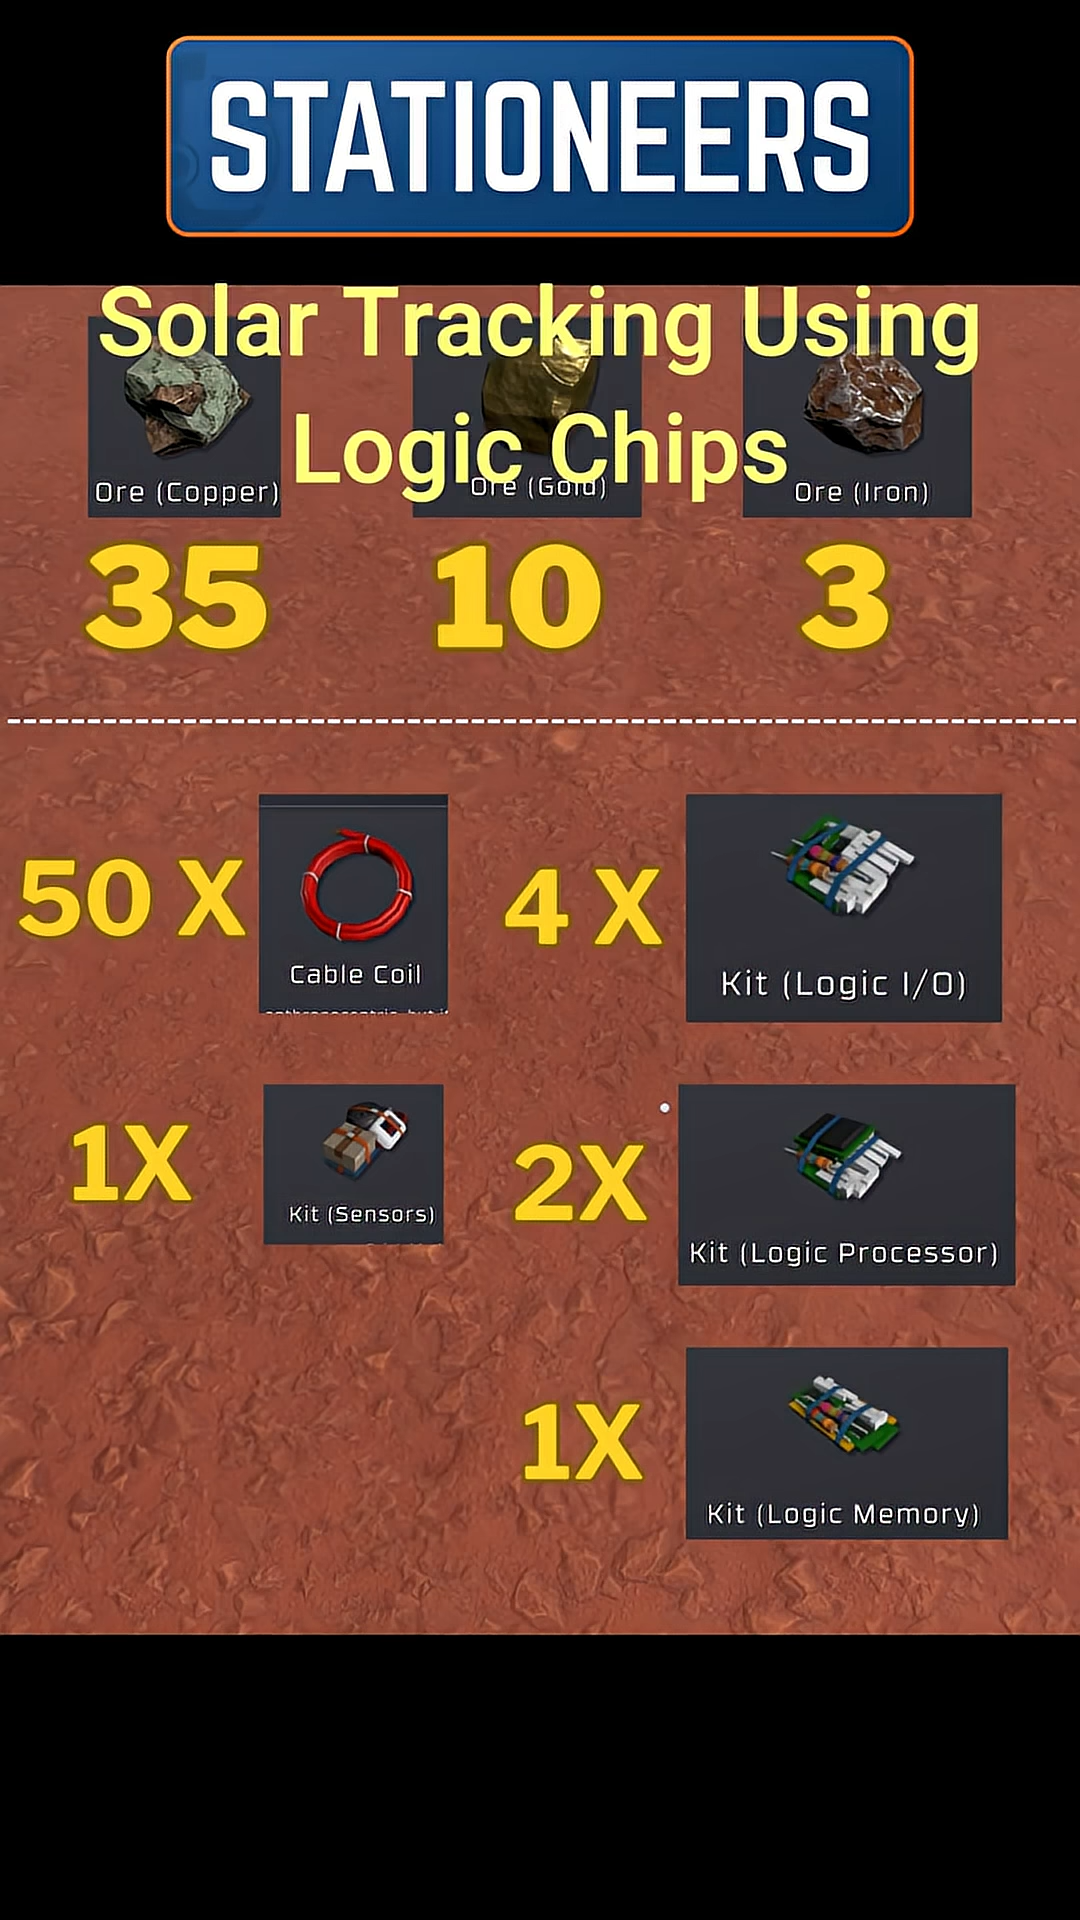 STATIONEERS
Solar Tracking Using
Logic Chips
Ore (Copper)
Ore (Gold)
Ore (Iron)
35
10
3
50 X
Cable Coil
4 X
Kit (Logic I/O)
1X
Kit (Sensors)
2X
Kit (Logic Processor)
1X
Kit (Logic Memory)